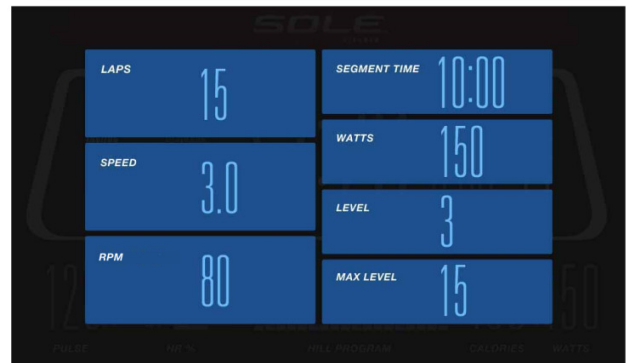 SOLE
LAPS
15
SPEED
3.0
RPM
80
SEGMENT TIME
10:00
WATTS
150
LEVEL
3
MAX LEVEL
15
PULSE
HR %
HILL PROGRAM
CALORIES
WATTS